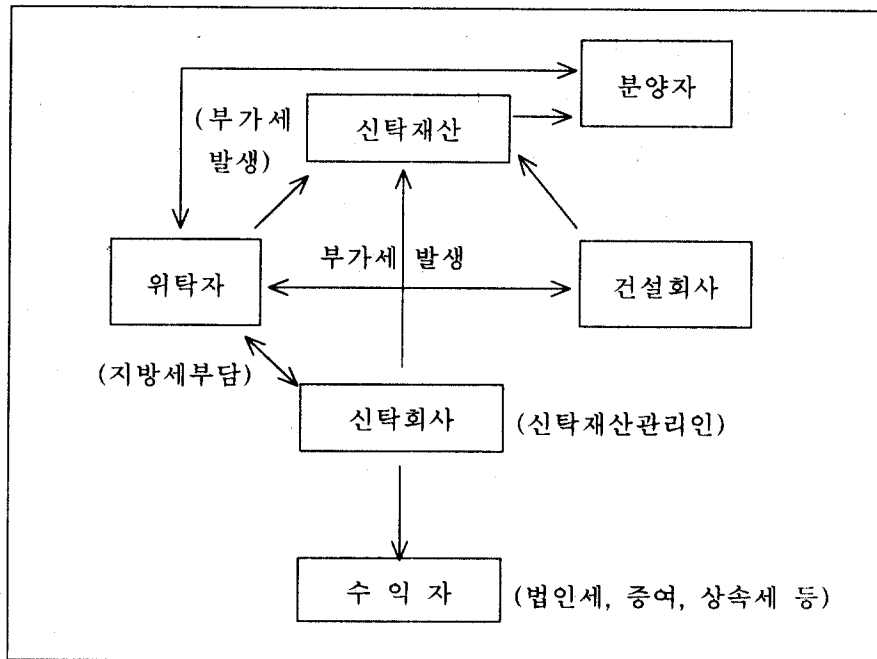 분양자
(부가세
발생)
신탁재산
위탁자
부가세 발생
건설회사
(지방세부담)
신탁회사
(신탁재산관리인)
수 익 자
(법인세, 증여, 상속세 등)